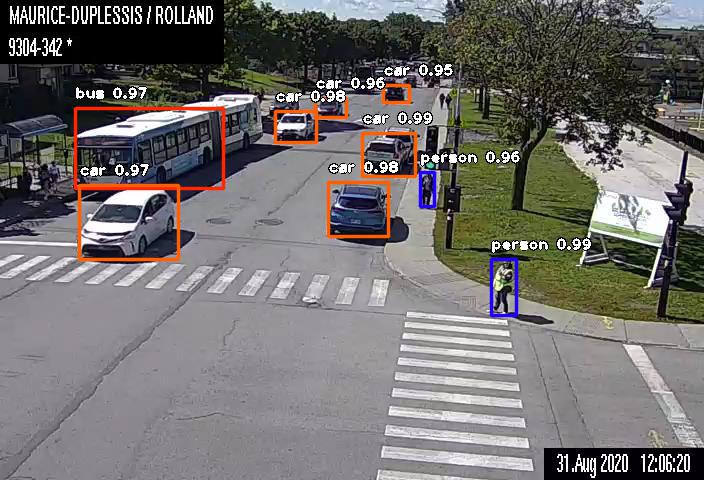 MAURICE-DUPLESSIS / ROLLAND
9304-342 *
car 0.95
car 0.96
bus 0.97
car 0.98
car 0.99
person 0.96
car 0.97
car 0.98
person 0.99
31.Aug 2020 12:06:20